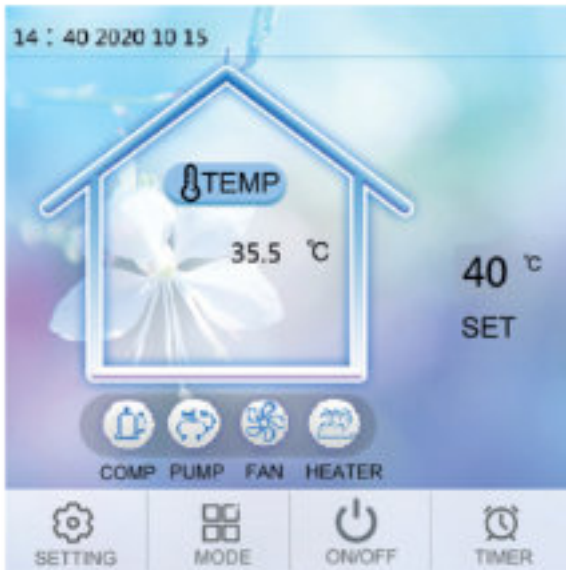 14 : 40 2020 10 15
TEMP
35.5 ℃
40 ℃
SET
COMP PUMP FAN HEATER
SETTING MODE ON/OFF TIMER